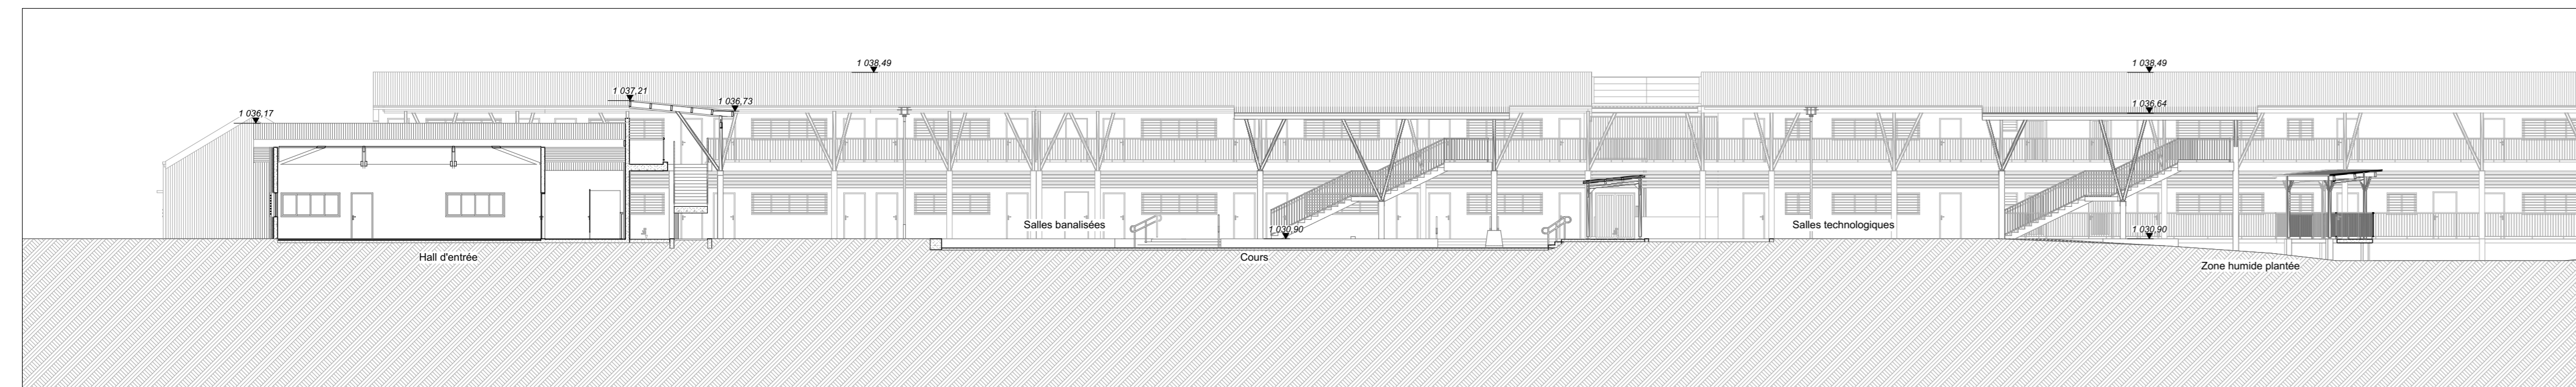 1 038,49
1 038,49
1 037,21
1 036,73
1 036,64
1 036,17
Salles banalisées
Salles technologiques
1 030,90
1 030,90
Hall d'entrée
Cours
Zone humide plantée